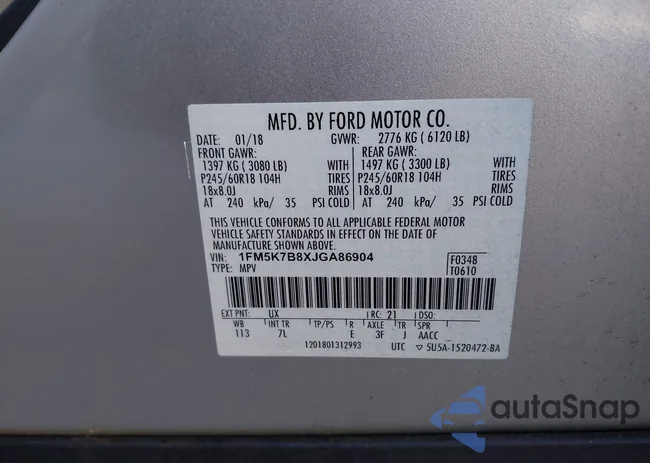 MFD. BY FORD MOTOR CO.
DATE: 01/18 GVWR: 2776 KG ( 6120 LB)
FRONT GAWR: REAR GAWR:
1397 KG ( 3080 LB) WITH 1497 KG ( 3300 LB) WITH
P245/60R18 104H TIRES P245/60R18 104H TIRES
18x8.0J RIMS 18x8.0J RIMS
AT 240 kPa/ 35 PSI COLD AT 240 kPa/ 35 PSI COLD
THIS VEHICLE CONFORMS TO ALL APPLICABLE FEDERAL MOTOR
VEHICLE SAFETY STANDARDS IN EFFECT ON THE DATE OF
MANUFACTURE SHOWN ABOVE.
VIN: 1FM5K7B8XJGA86904 F0348
TYPE: MPV T0610
EXT PNT: UX RC: 21 DSO:
WB INT TR TP/PS R AXLE TR SPR
113 7L E 3F J AACC
1201801312993 UTC ▽ 5U5A-1520472-BA
autoSnap